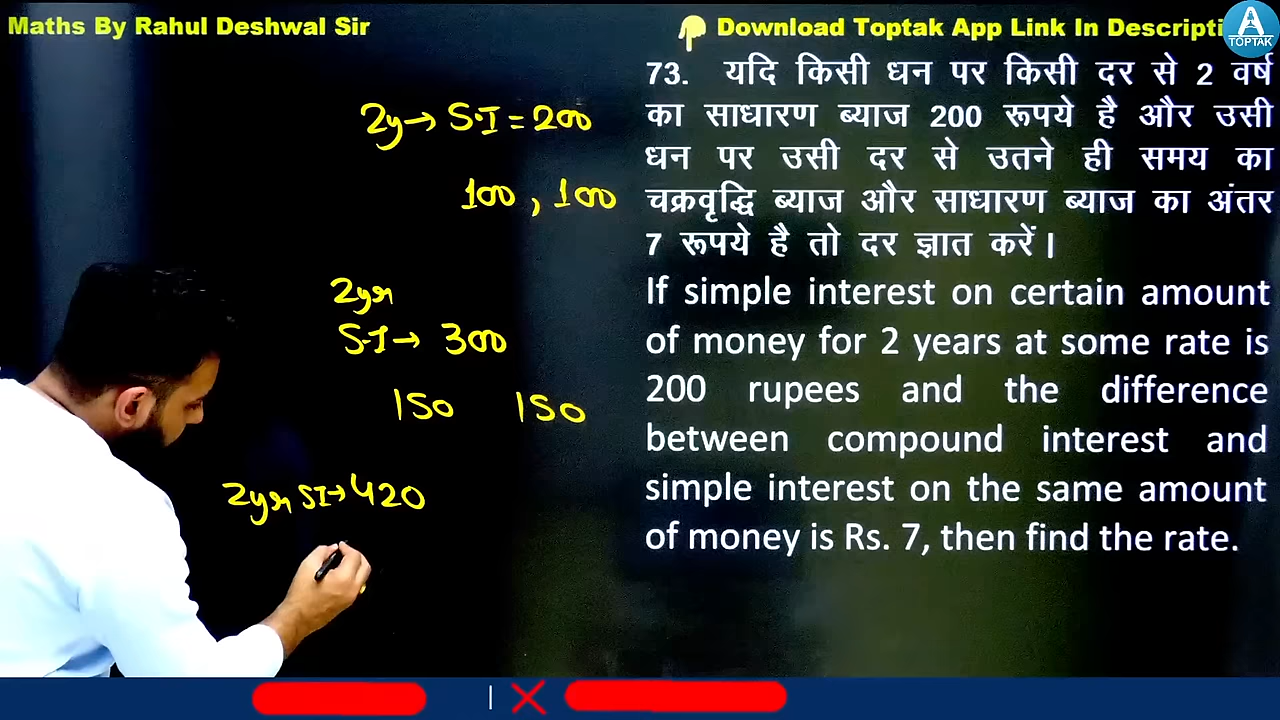 Maths By Rahul Deshwal Sir
Download Toptak App Link In Descripti
A
TOPTAK
73. यदि किसी धन पर किसी दर से 2 वर्ष
का साधारण ब्याज 200 रूपये है और उसी
धन पर उसी दर से उतने ही समय का
चक्रवृद्धि ब्याज और साधारण ब्याज का अंतर
7 रूपये है तो दर ज्ञात करें।
If simple interest on certain amount
of money for 2 years at some rate is
200 rupees and the difference
between compound interest and
simple interest on the same amount
of money is Rs. 7, then find the rate.
2y→ S.I = 200
100 , 100
2yr
S.I → 300
150 150
2yr SI→ 420